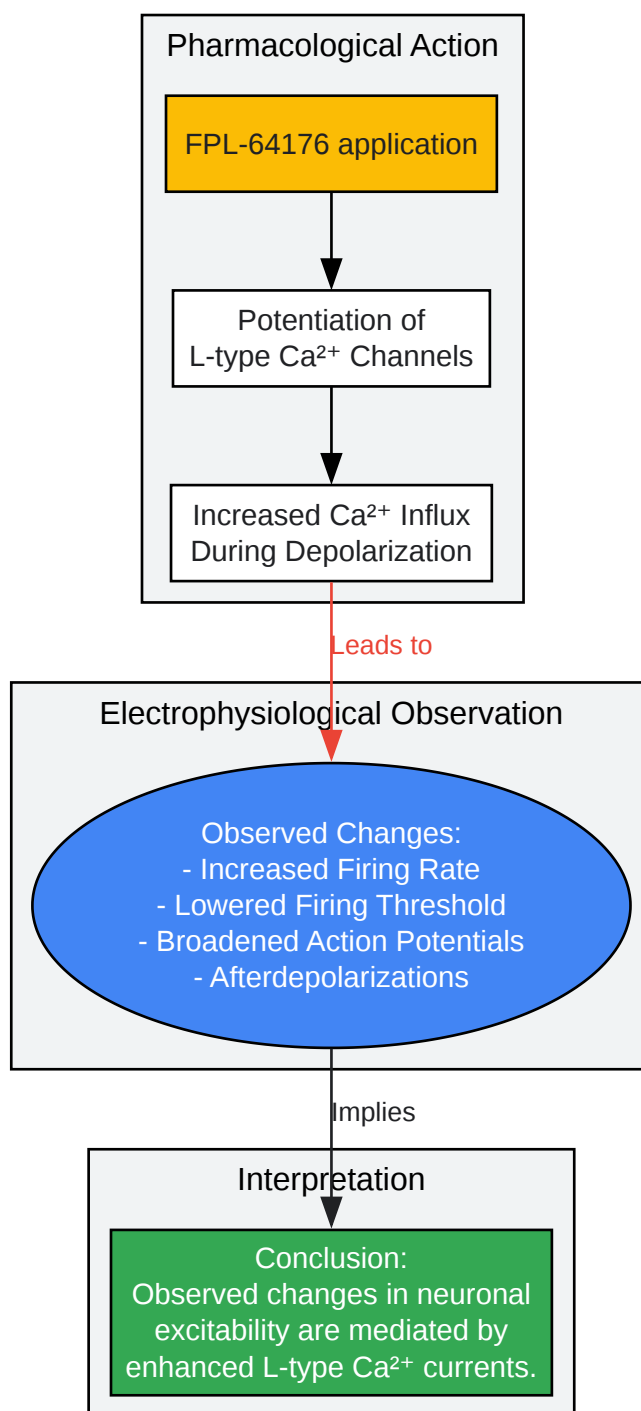 Pharmacological Action
FPL-64176 application
Potentiation of
L-type Ca²⁺ Channels
Increased Ca²⁺ Influx
During Depolarization
Leads to
Electrophysiological Observation
Observed Changes:
- Increased Firing Rate
- Lowered Firing Threshold
- Broadened Action Potentials
- Afterdepolarizations
Implies
Interpretation
Conclusion:
Observed changes in neuronal
excitability are mediated by
enhanced L-type Ca²⁺ currents.